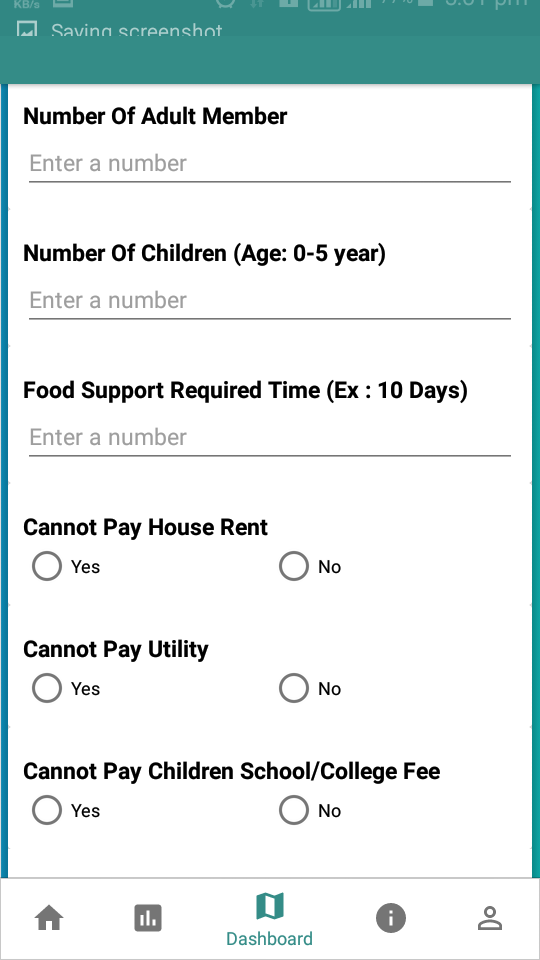 KB/s
Saving screenshot
Number Of Adult Member
Enter a number
Number Of Children (Age: 0-5 year)
Enter a number
Food Support Required Time (Ex : 10 Days)
Enter a number
Cannot Pay House Rent
Yes No
Cannot Pay Utility
Yes No
Cannot Pay Children School/College Fee
Yes No
Dashboard